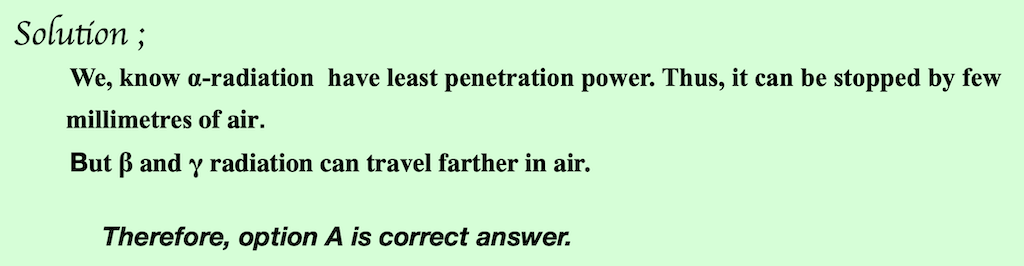 Solution ;
We, know α-radiation have least penetration power. Thus, it can be stopped by few
millimetres of air.
But β and γ radiation can travel farther in air.
Therefore, option A is correct answer.